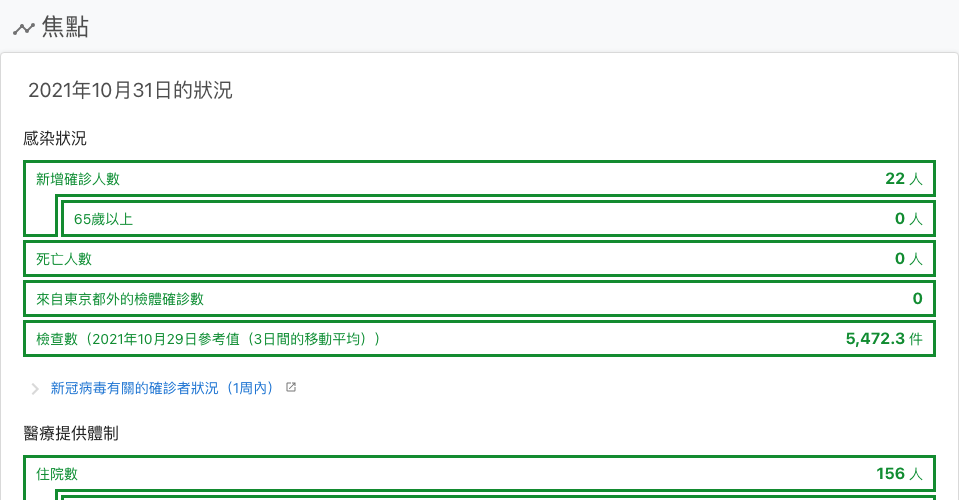 焦點
2021年10月31日的狀況
感染狀況
新增確診人數 22 人
65歲以上 0 人
死亡人數 0 人
來自東京都外的檢體確診數 0
檢查數（2021年10月29日參考值（3日間的移動平均）） 5,472.3 件
新冠病毒有關的確診者狀況（1周內）
醫療提供體制
住院數 156 人